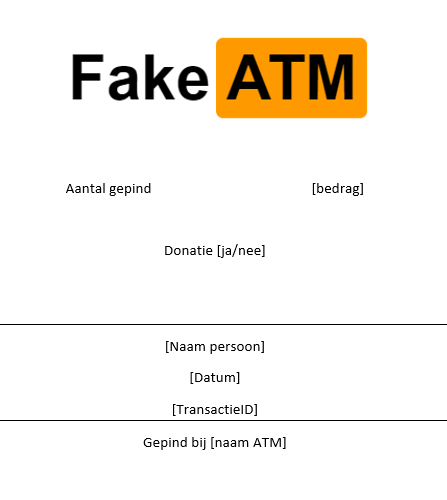 Fake ATM
Aantal gepind [bedrag]
Donatie [ja/nee]
[Naam persoon]
[Datum]
[TransactieID]
Gepind bij [naam ATM]